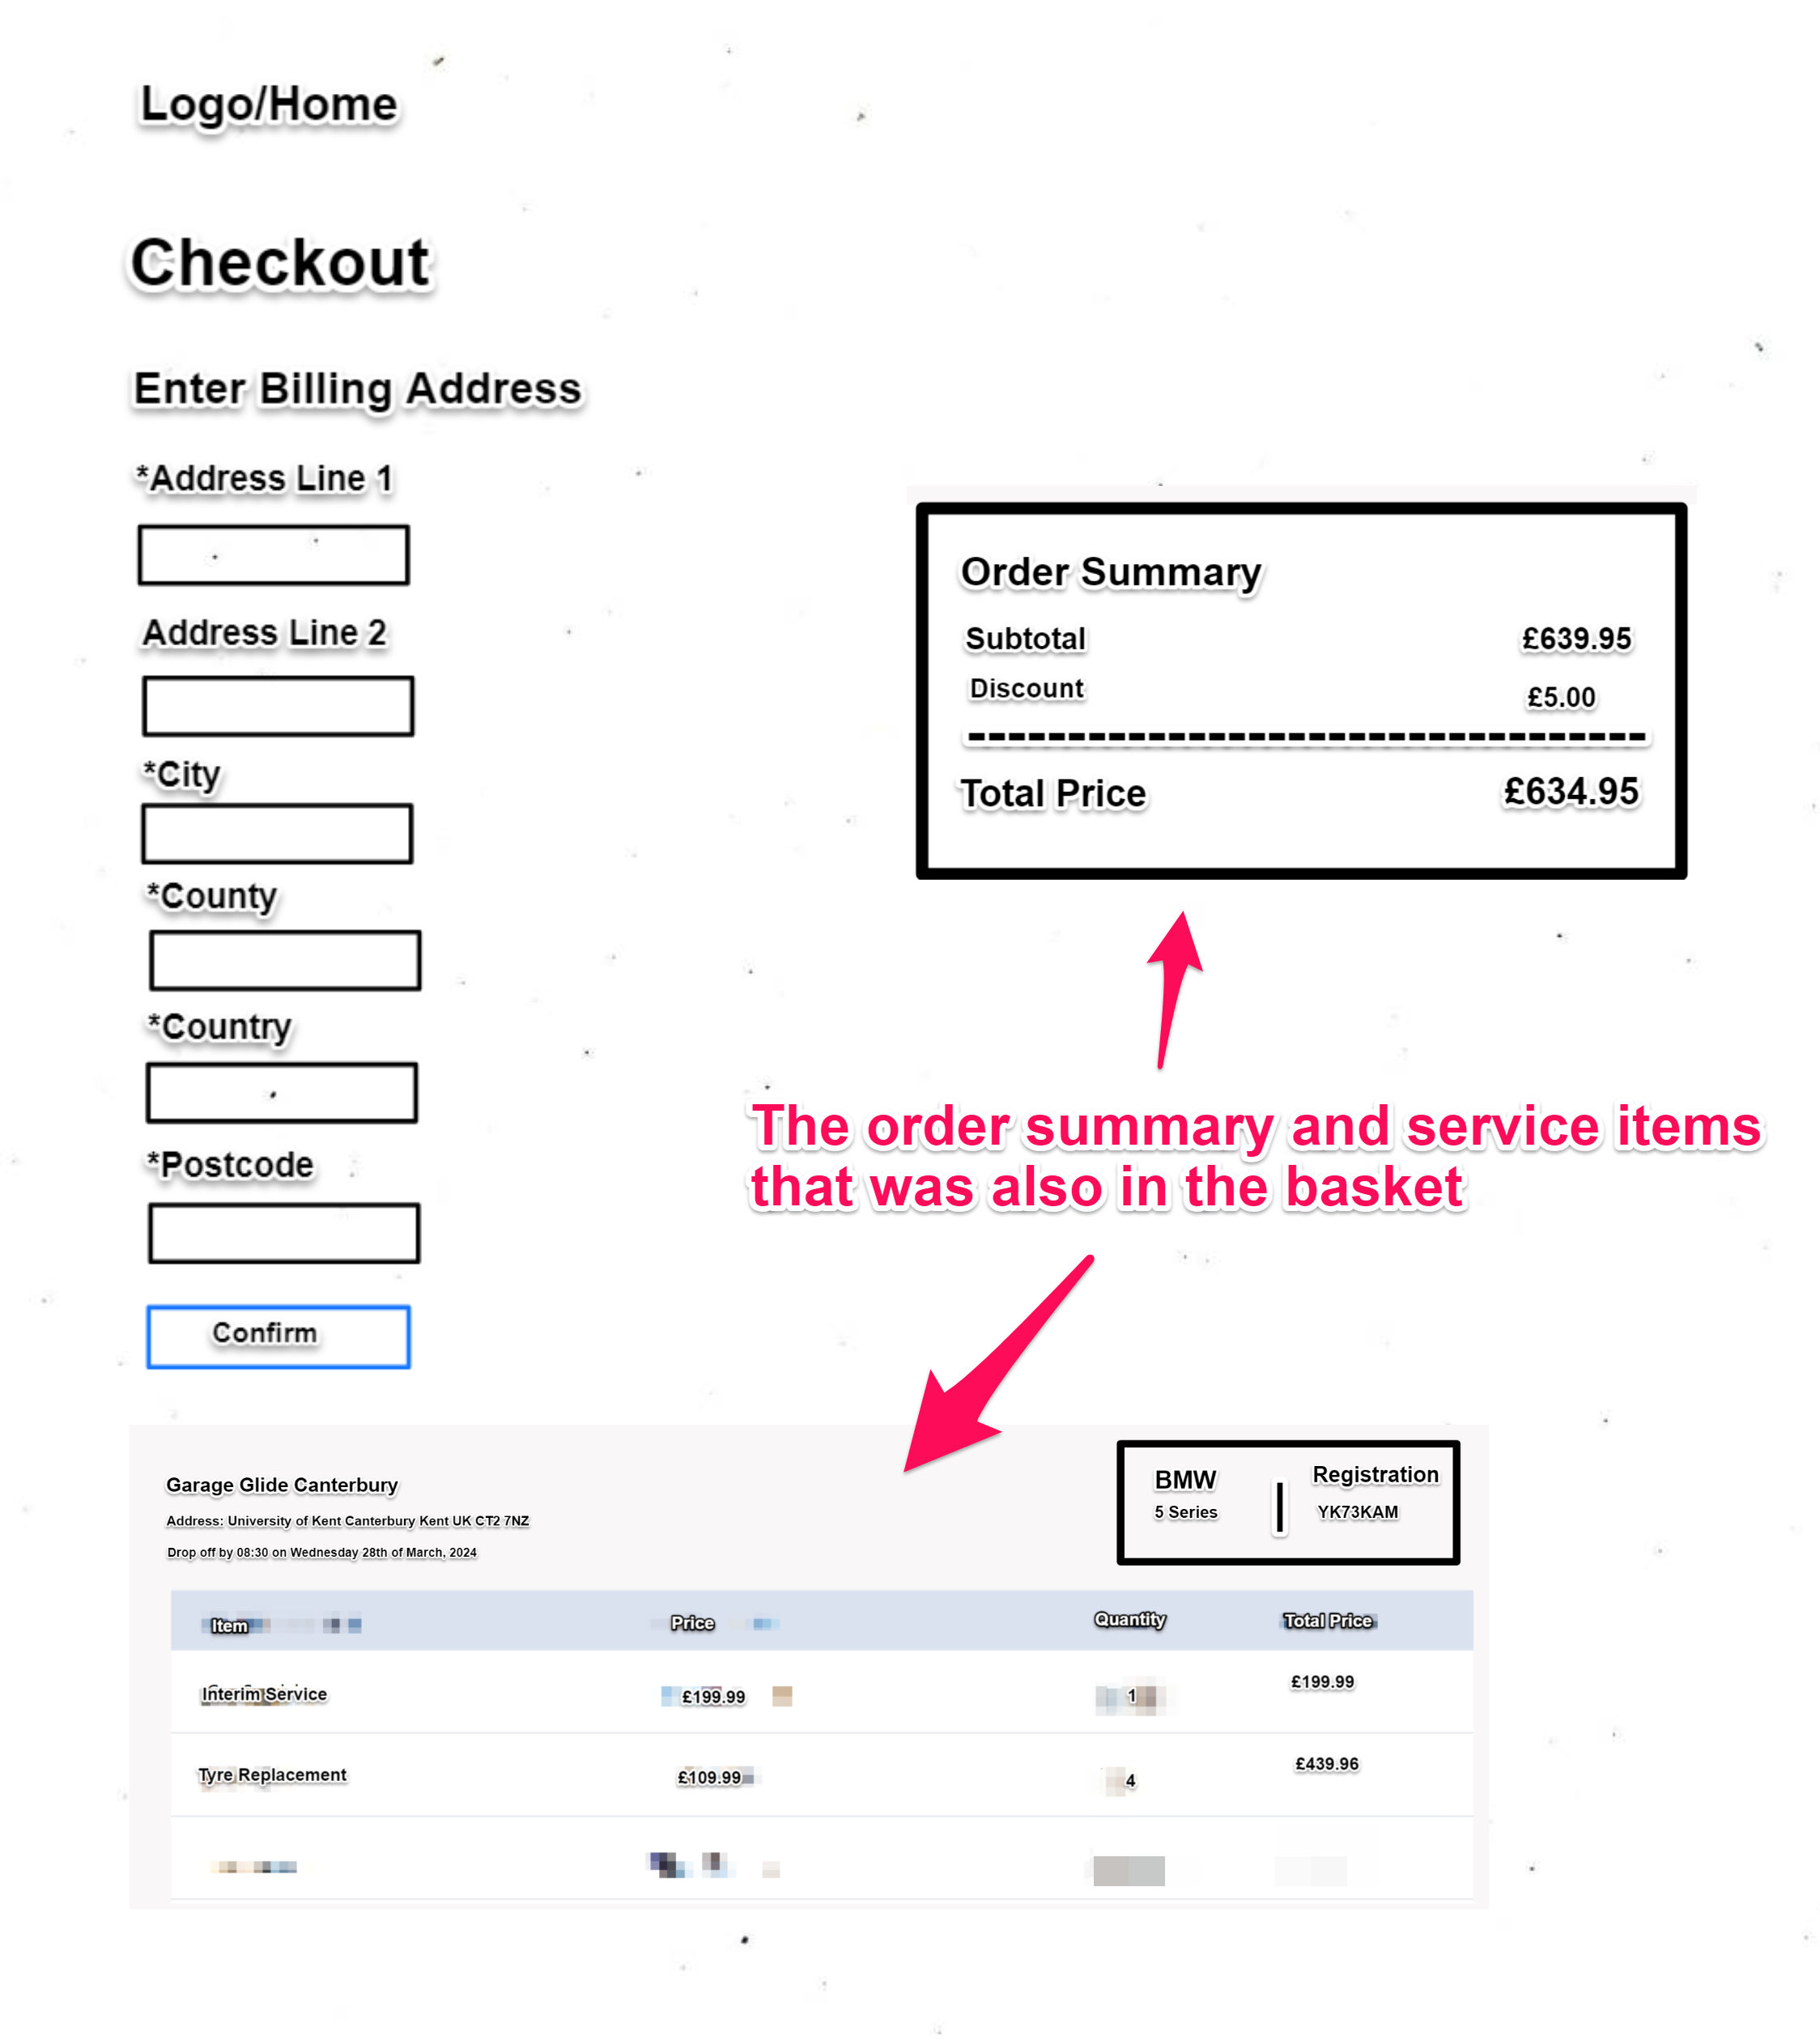 Logo/Home
Checkout
Enter Billing Address
*Address Line 1
Address Line 2
*City
*County
*Country
*Postcode
Confirm
Order Summary
Subtotal £639.95
Discount £5.00
Total Price £634.95
The order summary and service items
that was also in the basket
Garage Glide Canterbury
Address: University of Kent Canterbury Kent UK CT2 7NZ
Drop off by 08:30 on Wednesday 28th of March, 2024
BMW | Registration
5 Series YK73KAM
Item Price Quantity Total Price
Interim Service £199.99 1 £199.99
Tyre Replacement £109.99 4 £439.96